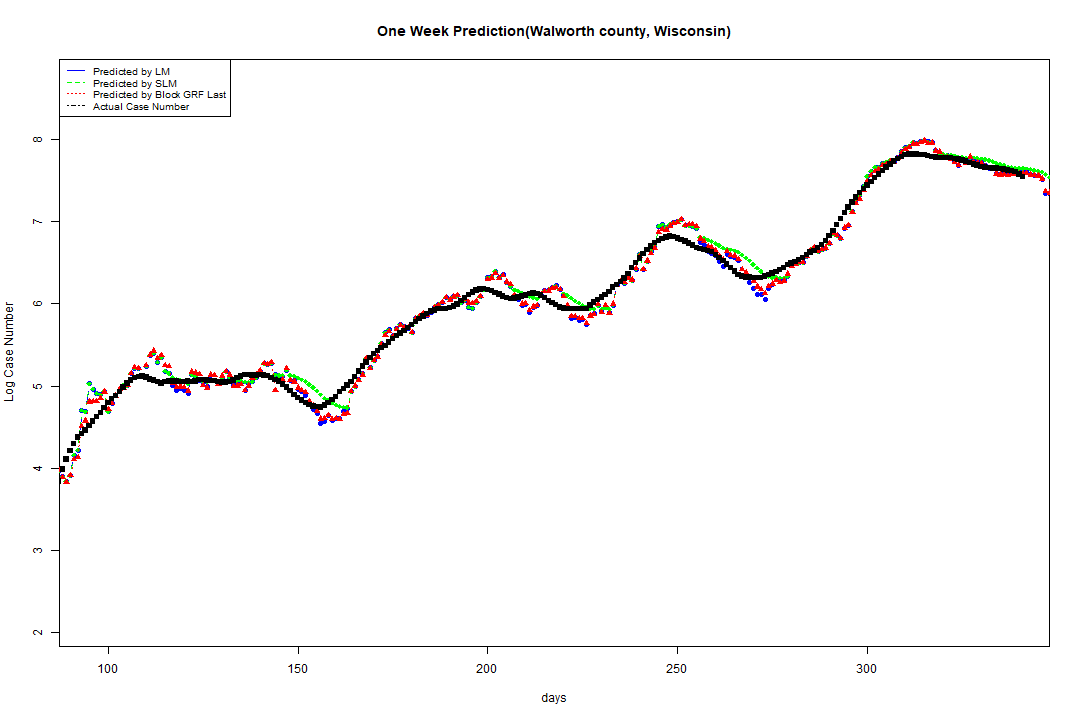 One Week Prediction(Walworth county, Wisconsin)
Predicted by LM
Predicted by SLM
Predicted by Block GRF Last
Actual Case Number
8
7
6
5
4
3
2
Log Case Number
100 150 200 250 300
days